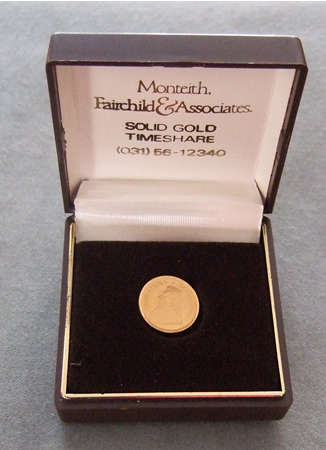 Monteith,
Fairchild & Associates.
SOLID GOLD
TIMESHARE
(031) 56-12340